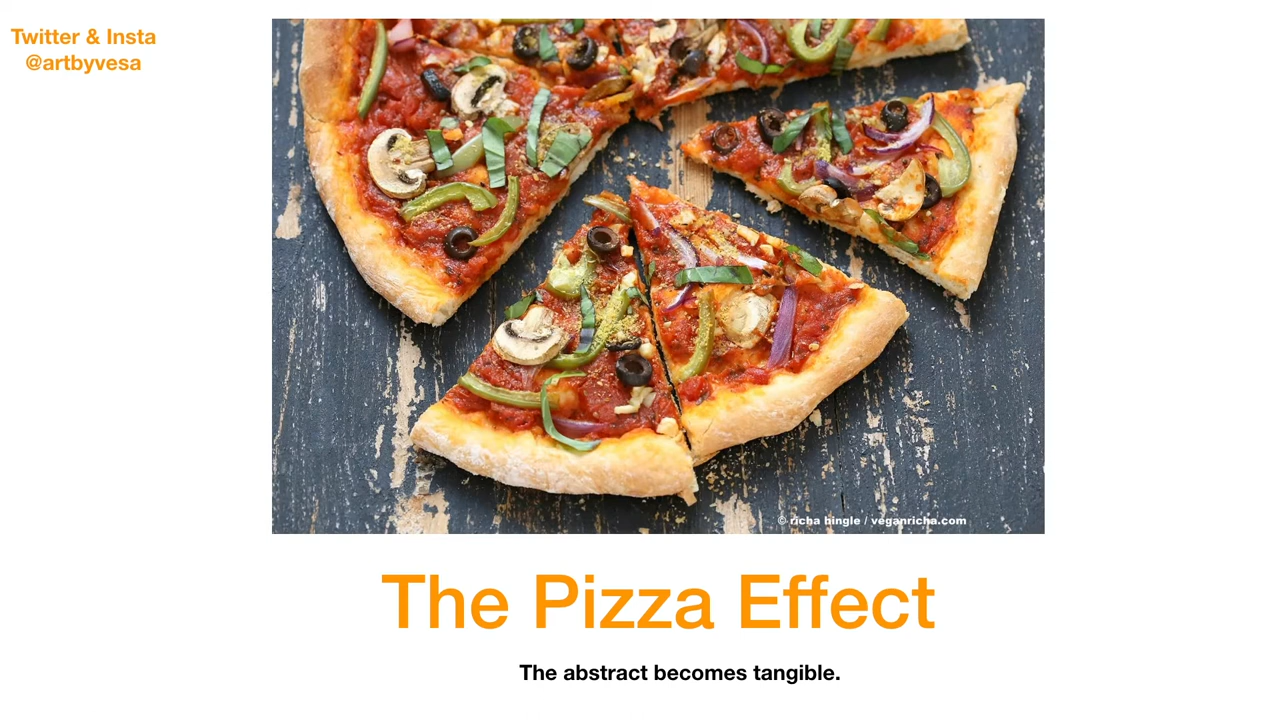 Twitter & Insta
@artbyvesa
© richa hingle / veganricha.com
The Pizza Effect
The abstract becomes tangible.